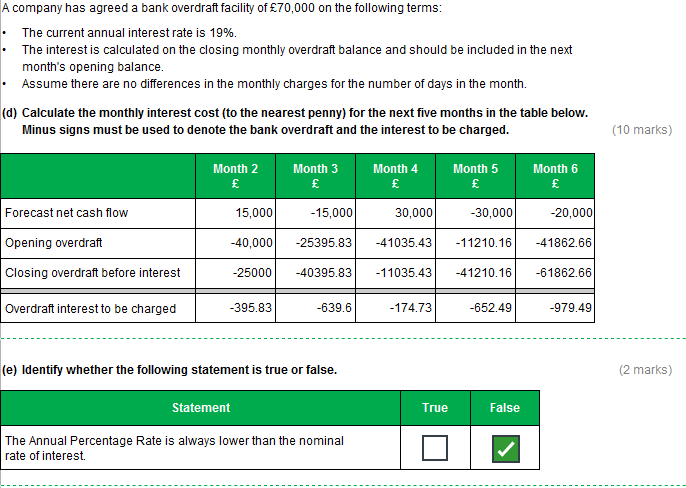 A company has agreed a bank overdraft facility of £70,000 on the following terms:
• The current annual interest rate is 19%.
• The interest is calculated on the closing monthly overdraft balance and should be included in the next
month's opening balance.
• Assume there are no differences in the monthly charges for the number of days in the month.
(d) Calculate the monthly interest cost (to the nearest penny) for the next five months in the table below.
Minus signs must be used to denote the bank overdraft and the interest to be charged. (10 marks)
Month 2 Month 3 Month 4 Month 5 Month 6
£ £ £ £ £
Forecast net cash flow 15,000 -15,000 30,000 -30,000 -20,000
Opening overdraft -40,000 -25395.83 -41035.43 -11210.16 -41862.66
Closing overdraft before interest -25000 -40395.83 -11035.43 -41210.16 -61862.66
Overdraft interest to be charged -395.83 -639.6 -174.73 -652.49 -979.49
(e) Identify whether the following statement is true or false. (2 marks)
Statement True False
The Annual Percentage Rate is always lower than the nominal
rate of interest.